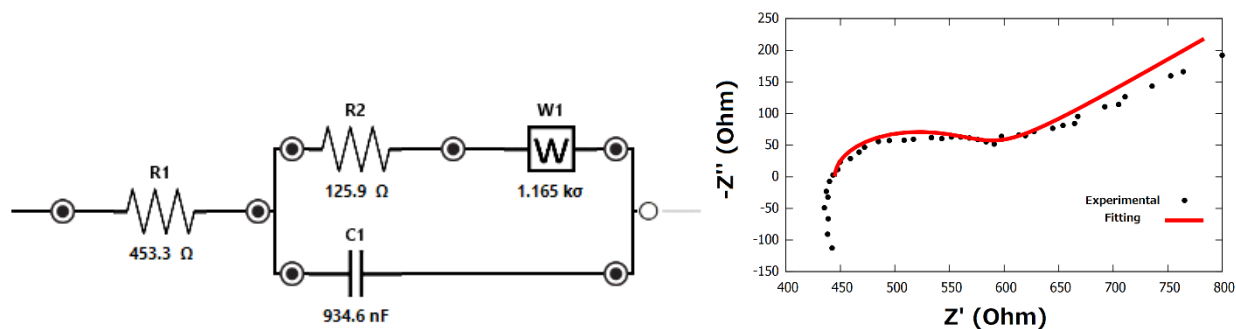 R2
W1
125.9 Ω
1.165 kσ
R1
453.3 Ω
C1
934.6 nF
W
-Z" (Ohm)
250
200
150
100
50
0
-50
-100
-150
Experimental
Fitting
400 450 500 550 600 650 700 750 800
Z' (Ohm)